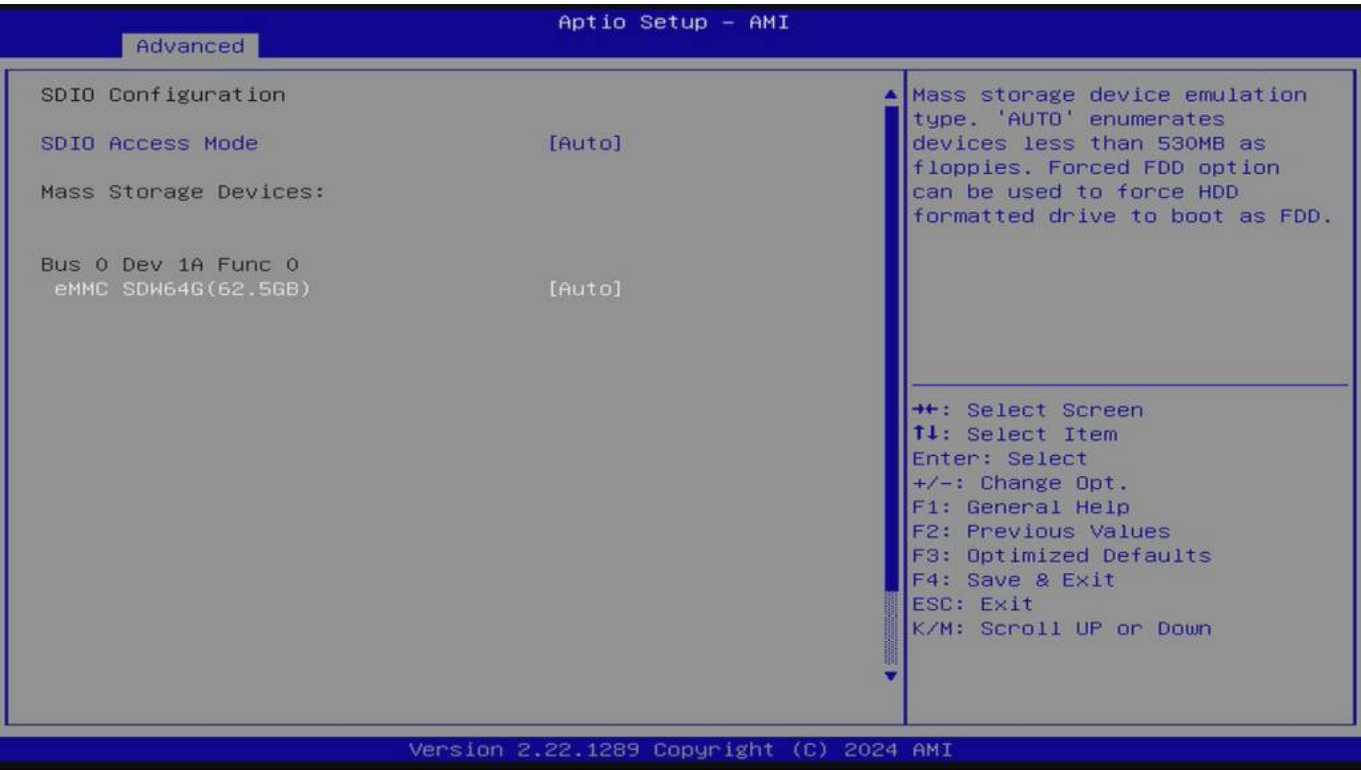 Aptio Setup – AMI
Advanced
SDIO Configuration
SDIO Access Mode [Auto]
Mass Storage Devices:
Bus 0 Dev 1A Func 0
eMMC SDW64G(62.5GB) [Auto]
Mass storage device emulation
type. 'AUTO' enumerates
devices less than 530MB as
floppies. Forced FDD option
can be used to force HDD
formatted drive to boot as FDD.
→←: Select Screen
↑↓: Select Item
Enter: Select
+/-: Change Opt.
F1: General Help
F2: Previous Values
F3: Optimized Defaults
F4: Save & Exit
ESC: Exit
K/M: Scroll UP or Down
Version 2.22.1289 Copyright (C) 2024 AMI